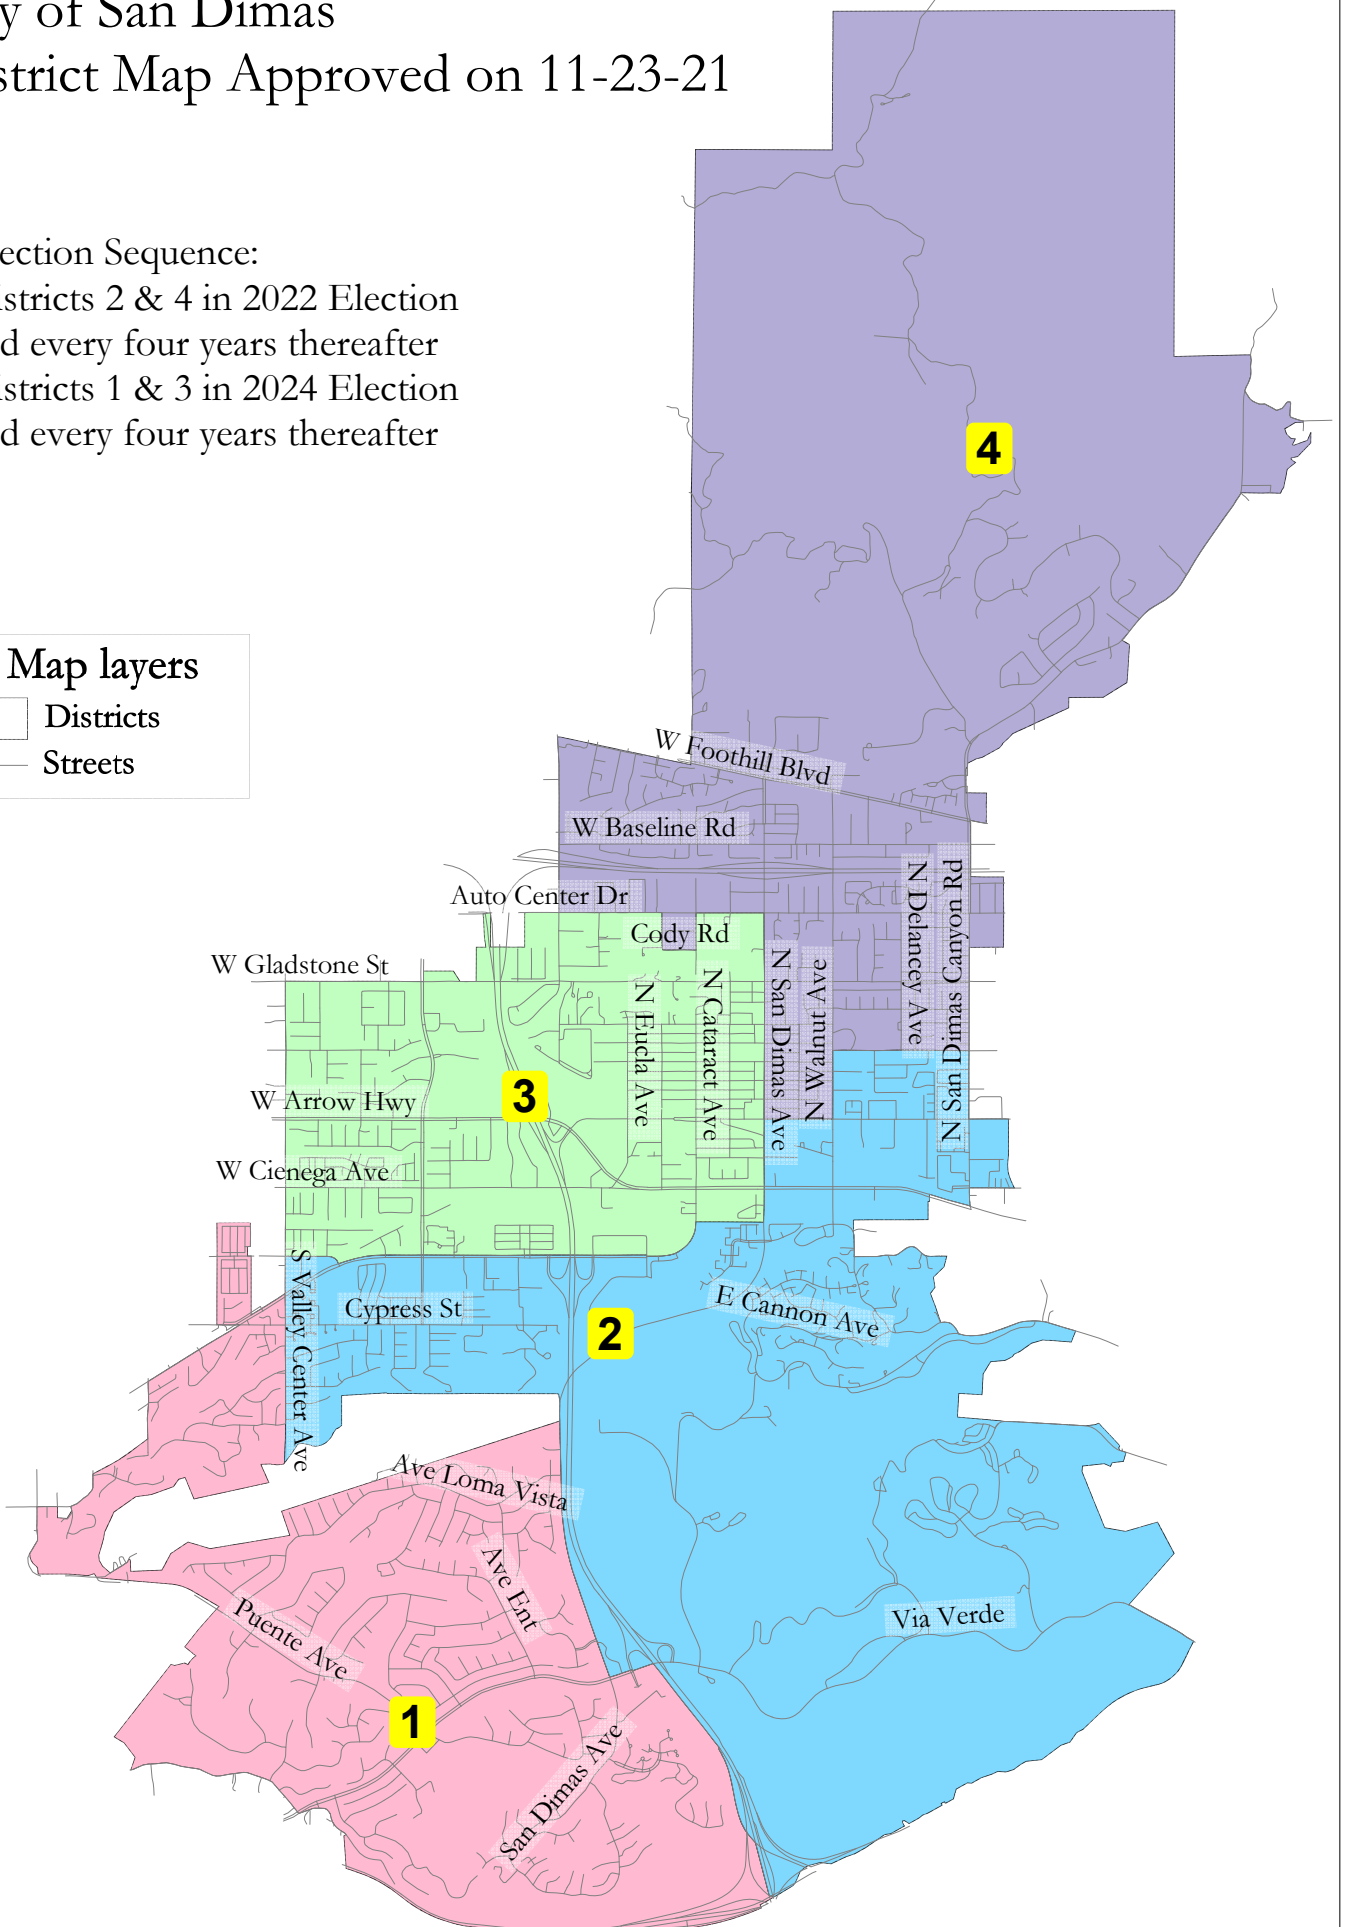 y of San Dimas
strict Map Approved on 11-23-21
ection Sequence:
istricts 2 & 4 in 2022 Election
d every four years thereafter
istricts 1 & 3 in 2024 Election
d every four years thereafter
4
Map layers
Districts
Streets
W Foothill Blvd
W Baseline Rd
Auto Center Dr
Cody Rd
N Delancey Ave
N San Dimas Canyon Rd
W Gladstone St
N Eucla Ave
N Cataract Ave
N San Dimas Ave
N Walnut Ave
3
W Arrow Hwy
W Cienega Ave
S Valley Center Ave
Cypress St
2
E Cannon Ave
Ave Loma Vista
Ave Ent
Puente Ave
Via Verde
1
San Dimas Ave